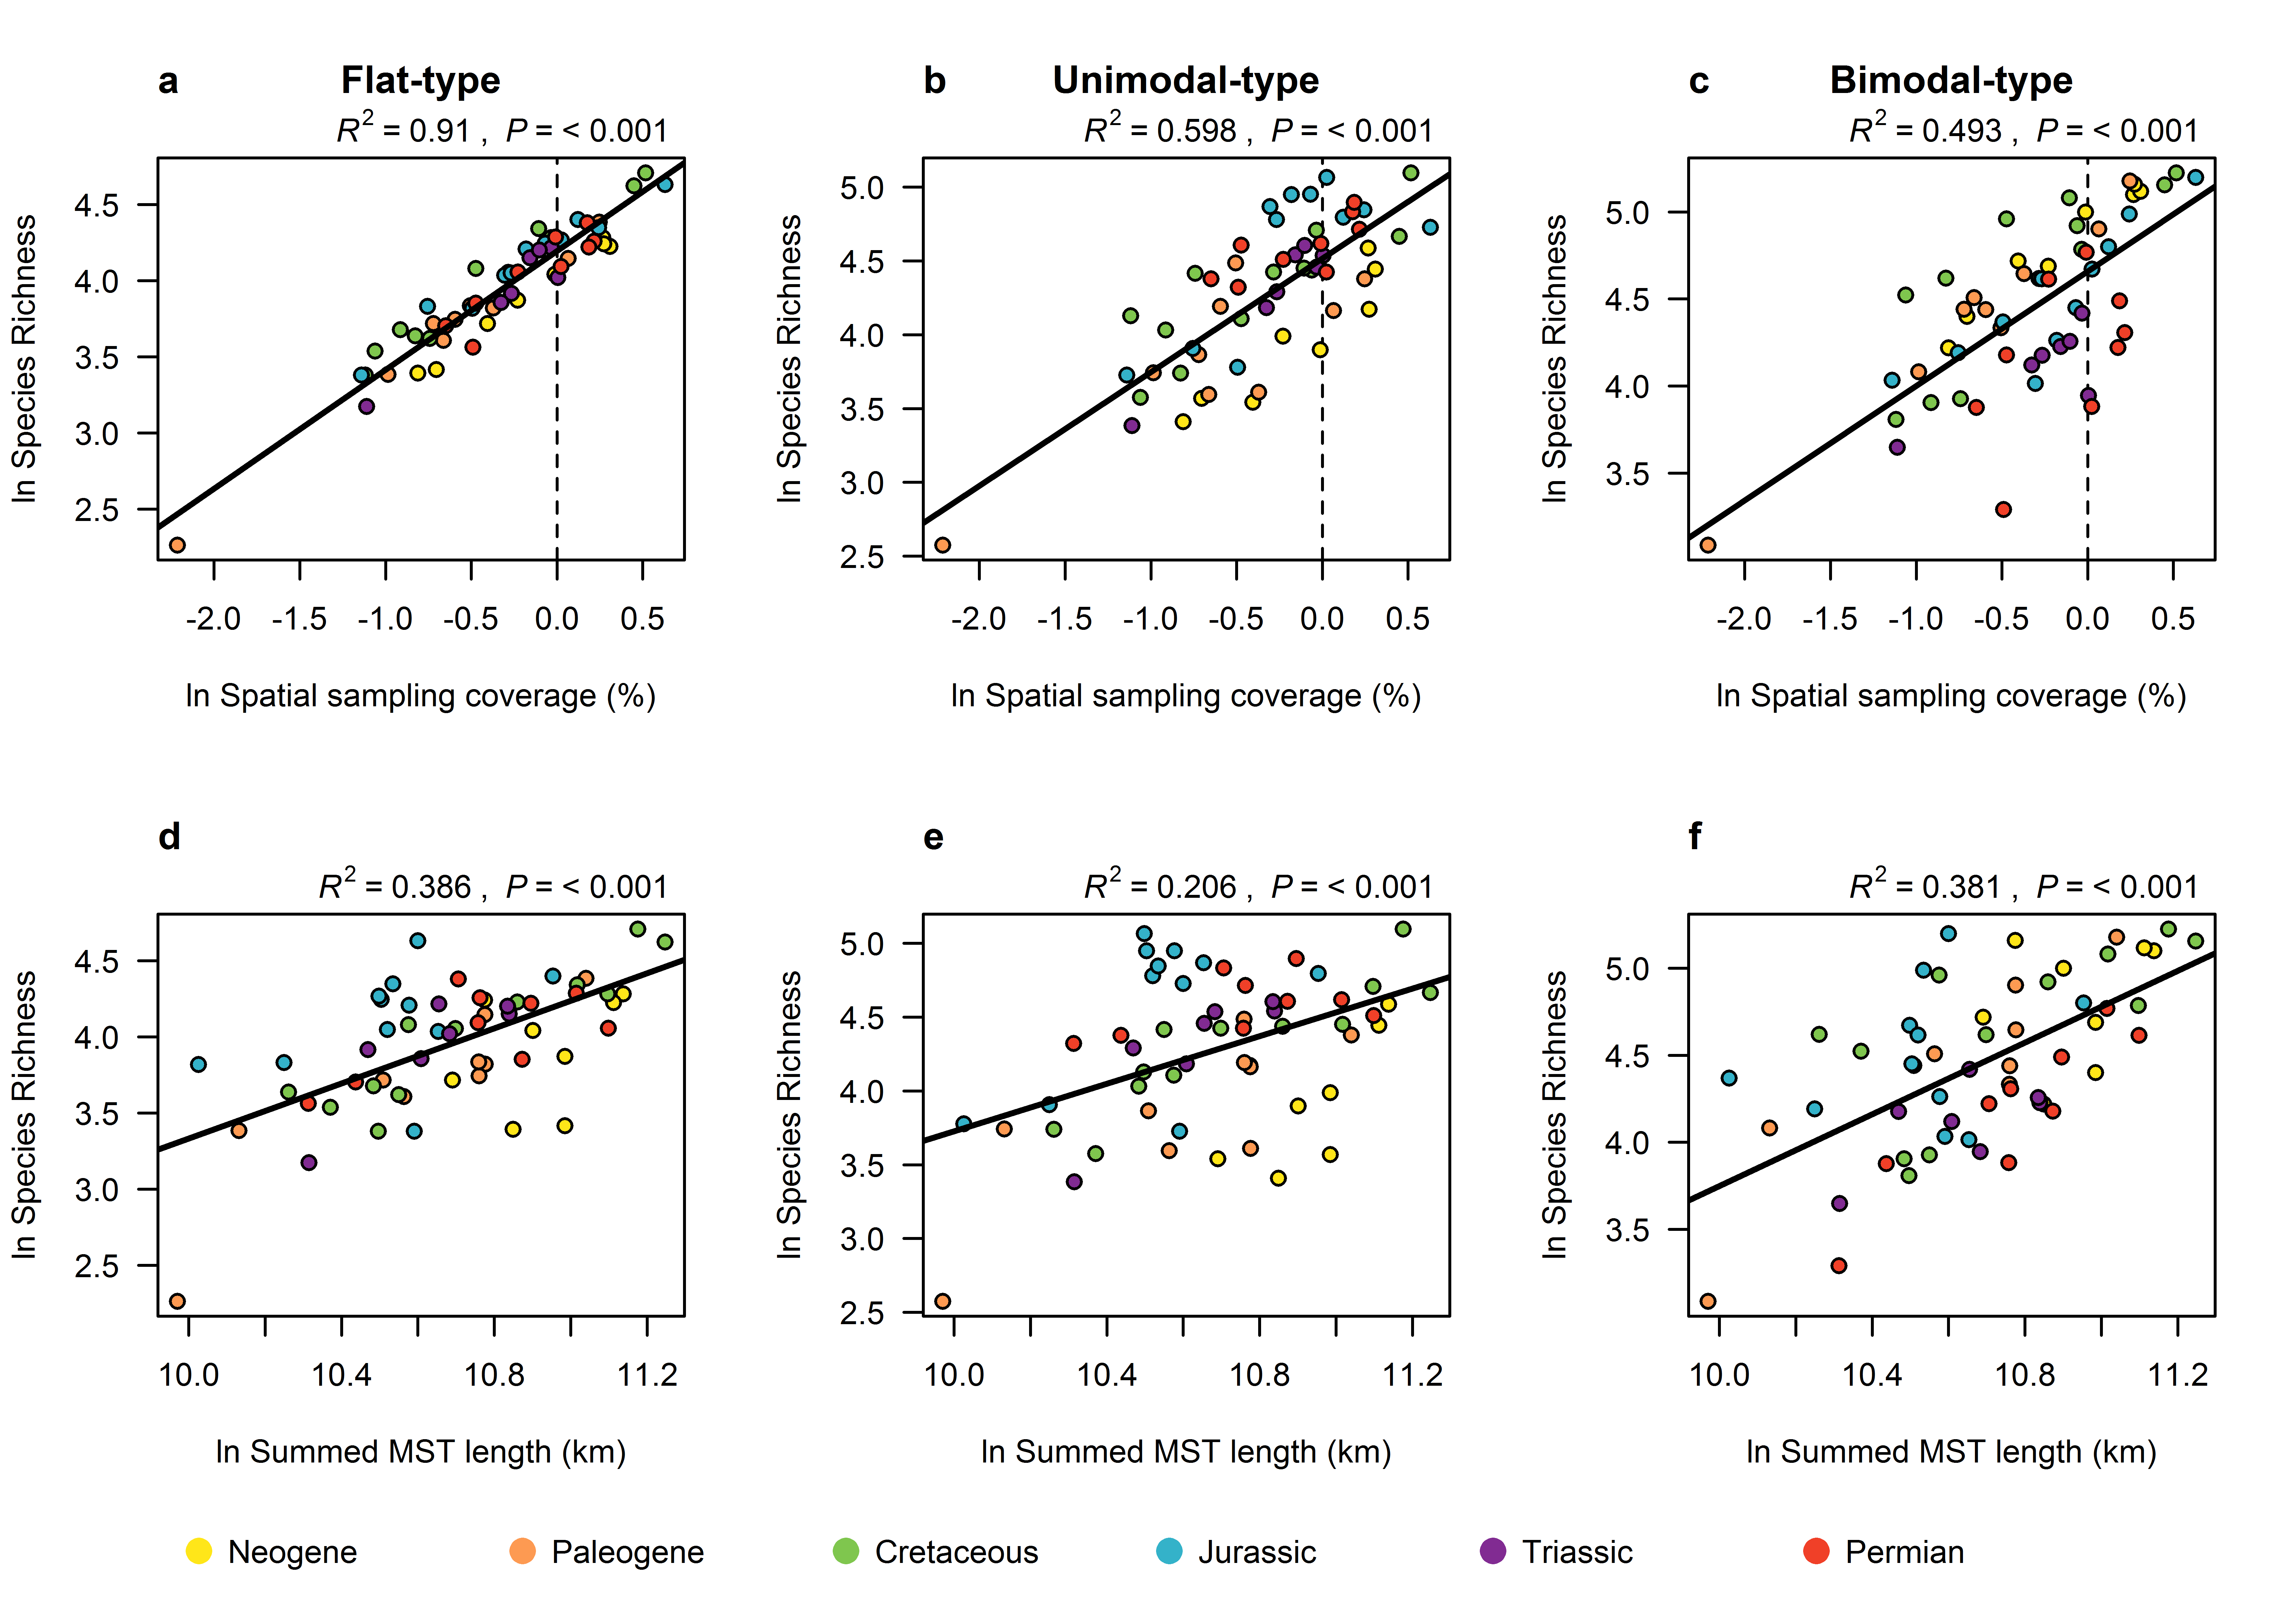 a Flat-type
R² = 0.91 , P = < 0.001
ln Species Richness
4.5
4.0
3.5
3.0
2.5
-2.0 -1.5 -1.0 -0.5 0.0 0.5
ln Spatial sampling coverage (%)
b Unimodal-type
R² = 0.598 , P = < 0.001
ln Species Richness
5.0
4.5
4.0
3.5
3.0
2.5
-2.0 -1.5 -1.0 -0.5 0.0 0.5
ln Spatial sampling coverage (%)
c Bimodal-type
R² = 0.493 , P = < 0.001
ln Species Richness
5.0
4.5
4.0
3.5
-2.0 -1.5 -1.0 -0.5 0.0 0.5
ln Spatial sampling coverage (%)
d
R² = 0.386 , P = < 0.001
ln Species Richness
4.5
4.0
3.5
3.0
2.5
10.0 10.4 10.8 11.2
ln Summed MST length (km)
e
R² = 0.206 , P = < 0.001
ln Species Richness
5.0
4.5
4.0
3.5
3.0
2.5
10.0 10.4 10.8 11.2
ln Summed MST length (km)
f
R² = 0.381 , P = < 0.001
ln Species Richness
5.0
4.5
4.0
3.5
10.0 10.4 10.8 11.2
ln Summed MST length (km)
Neogene Paleogene Cretaceous Jurassic Triassic Permian